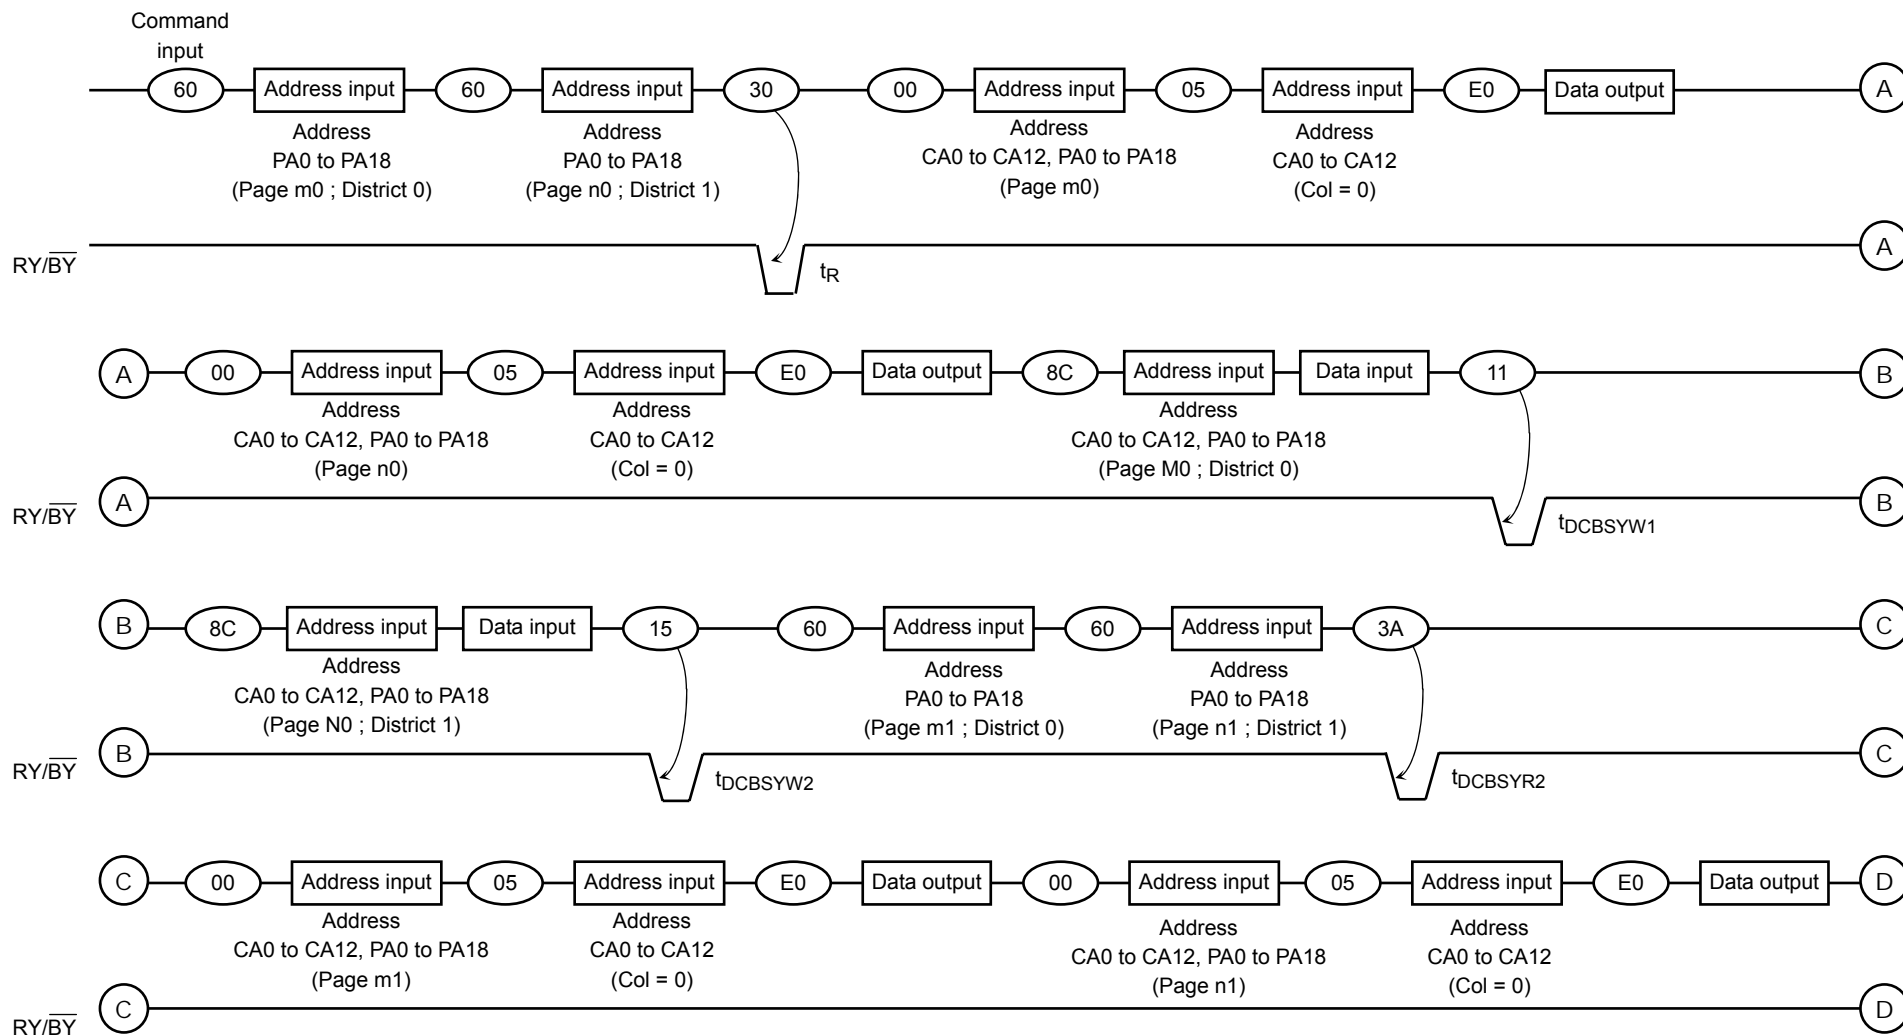 Command
input
60 Address input 60 Address input 30 00 Address input 05 Address input E0 Data output A
Address
PA0 to PA18
(Page m0 ; District 0)
Address
PA0 to PA18
(Page n0 ; District 1)
Address
CA0 to CA12, PA0 to PA18
(Page m0)
Address
CA0 to CA12
(Col = 0)
RY/B̅Y̅ tR A
A 00 Address input 05 Address input E0 Data output 8C Address input Data input 11 B
Address
CA0 to CA12, PA0 to PA18
(Page n0)
Address
CA0 to CA12
(Col = 0)
Address
CA0 to CA12, PA0 to PA18
(Page M0 ; District 0)
RY/B̅Y̅ A tDCBSYW1 B
B 8C Address input Data input 15 60 Address input 60 Address input 3A C
Address
CA0 to CA12, PA0 to PA18
(Page N0 ; District 1)
Address
PA0 to PA18
(Page m1 ; District 0)
Address
PA0 to PA18
(Page n1 ; District 1)
RY/B̅Y̅ B tDCBSYW2 tDCBSYR2 C
C 00 Address input 05 Address input E0 Data output 00 Address input 05 Address input E0 Data output D
Address
CA0 to CA12, PA0 to PA18
(Page m1)
Address
CA0 to CA12
(Col = 0)
Address
CA0 to CA12, PA0 to PA18
(Page n1)
Address
CA0 to CA12
(Col = 0)
RY/B̅Y̅ C D